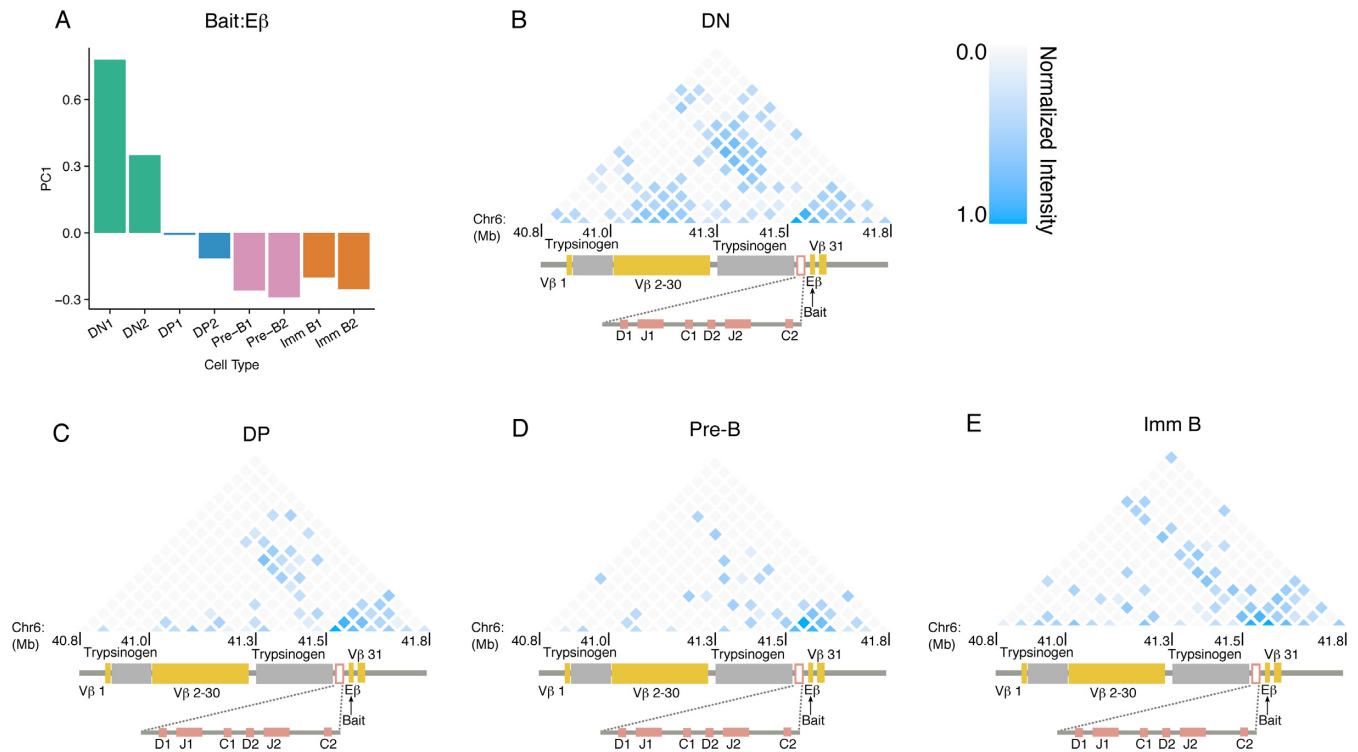 A
Bait:Eβ
PC1
0.6
0.3
0.0
−0.3
DN1
DN2
DP1
DP2
Pre−B1
Pre−B2
Imm B1
Imm B2
Cell Type
B
DN
Chr6:
(Mb)
40.8
41.0
41.3
41.5
41.8
Trypsinogen
Trypsinogen
Vβ 31
Vβ 1
Vβ 2-30
Eβ
Bait
D1
J1
C1
D2
J2
C2
0.0
1.0
Normalized Intensity
C
DP
Chr6:
(Mb)
40.8
41.0
41.3
41.5
41.8
Trypsinogen
Trypsinogen
Vβ 31
Vβ 1
Vβ 2-30
Eβ
Bait
D1
J1
C1
D2
J2
C2
D
Pre-B
Chr6:
(Mb)
40.8
41.0
41.3
41.5
41.8
Trypsinogen
Trypsinogen
Vβ 31
Vβ 1
Vβ 2-30
Eβ
Bait
D1
J1
C1
D2
J2
C2
E
Imm B
Chr6:
(Mb)
40.8
41.0
41.3
41.5
41.8
Trypsinogen
Trypsinogen
Vβ 31
Vβ 1
Vβ 2-30
Eβ
Bait
D1
J1
C1
D2
J2
C2